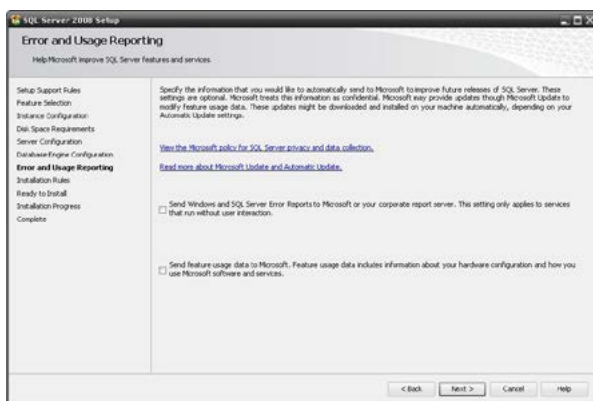 SQL Server 2008 Setup
Error and Usage Reporting
Help Microsoft improve SQL Server features and services.
Setup Support Rules
Feature Selection
Instance Configuration
Disk Space Requirements
Server Configuration
Database Engine Configuration
Error and Usage Reporting
Installation Rules
Ready to Install
Installation Progress
Complete
Specify the information that you would like to automatically send to Microsoft to improve future releases of SQL Server. These
settings are optional. Microsoft treats this information as confidential. Microsoft may provide updates though Microsoft Update to
modify feature usage data. These updates might be downloaded and installed on your machine automatically, depending on your
Automatic Update settings.
View the Microsoft policy for SQL Server privacy and data collection.
Read more about Microsoft Update and Automatic Update.
Send Windows and SQL Server Error Reports to Microsoft or your corporate report server. This setting only applies to services
that run without user interaction.
Send feature usage data to Microsoft. Feature usage data includes information about your hardware configuration and how you
use Microsoft software and services.
< Back Next > Cancel Help